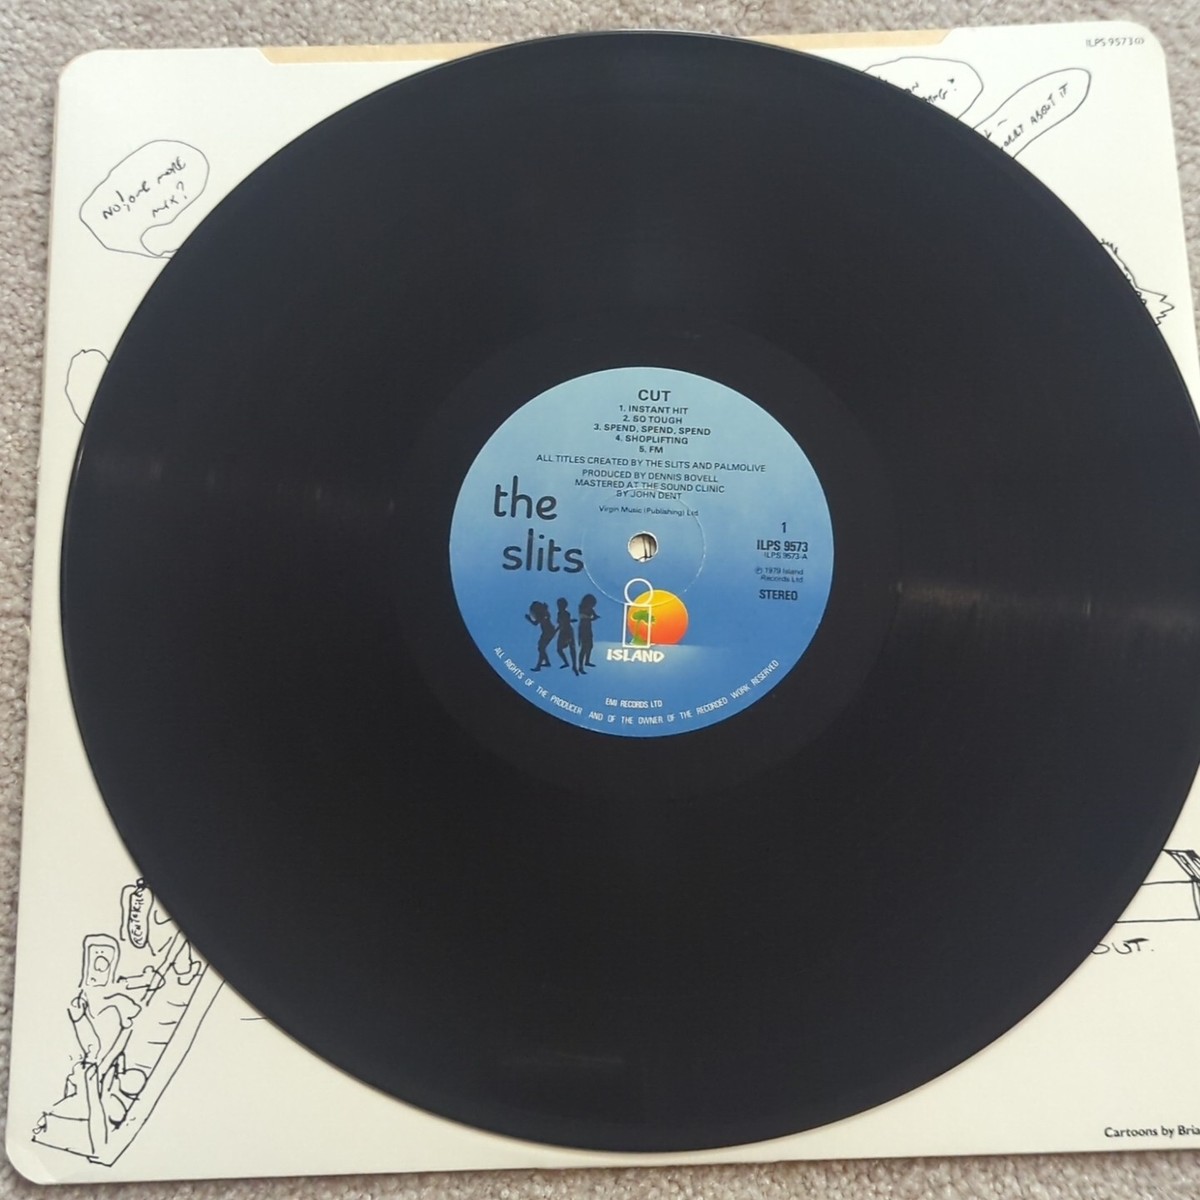 ILPS 9573 (i)
NO! ONE MORE
MIX?
ABOUT IT
CUT
1. INSTANT HIT
2. SO TOUGH
3. SPEND, SPEND, SPEND
4. SHOPLIFTING
5. FM
ALL TITLES CREATED BY THE SLITS AND PALMOLIVE
PRODUCED BY DENNIS BOVELL
MASTERED AT THE SOUND CLINIC
BY JOHN DENT
Virgin Music (Publishing) Ltd
the
slits
1
ILPS 9573
ILPS 9573-A
℗ 1979 Island
Records Ltd
STEREO
ISLAND
EMI RECORDS LTD
ALL RIGHTS OF THE PRODUCER AND OF THE OWNER OF THE RECORDED WORK RESERVED
OUT.
Cartoons by Bria